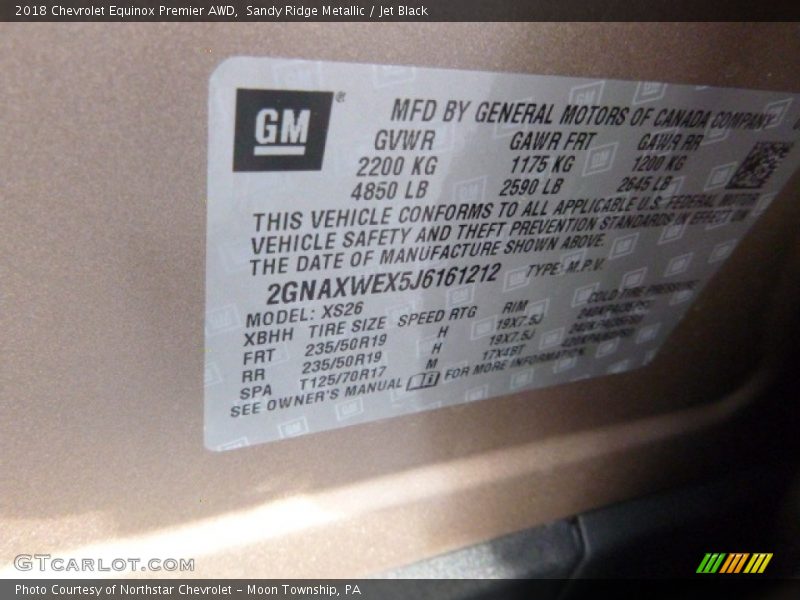 2018 Chevrolet Equinox Premier AWD, Sandy Ridge Metallic / Jet Black
GM ®
MFD BY GENERAL MOTORS OF CANADA COMPANY
GVWR GAWR FRT GAWR RR
2200 KG 1175 KG 1200 KG
4850 LB 2590 LB 2645 LB
THIS VEHICLE CONFORMS TO ALL APPLICABLE U.S. FEDERAL MOTOR
VEHICLE SAFETY AND THEFT PREVENTION STANDARDS IN EFFECT ON
THE DATE OF MANUFACTURE SHOWN ABOVE.
2GNAXWEX5J6161212 TYPE: M.P.V.
MODEL: XS26
XBHH TIRE SIZE SPEED RTG RIM COLD TIRE PRESSURE
FRT 235/50R19 H 19X7.5J
RR 235/50R19 H 19X7.5J
SPA T125/70R17 M 17X4BT
SEE OWNER'S MANUAL FOR MORE INFORMATION.
GTCARLOT.COM
Photo Courtesy of Northstar Chevrolet - Moon Township, PA